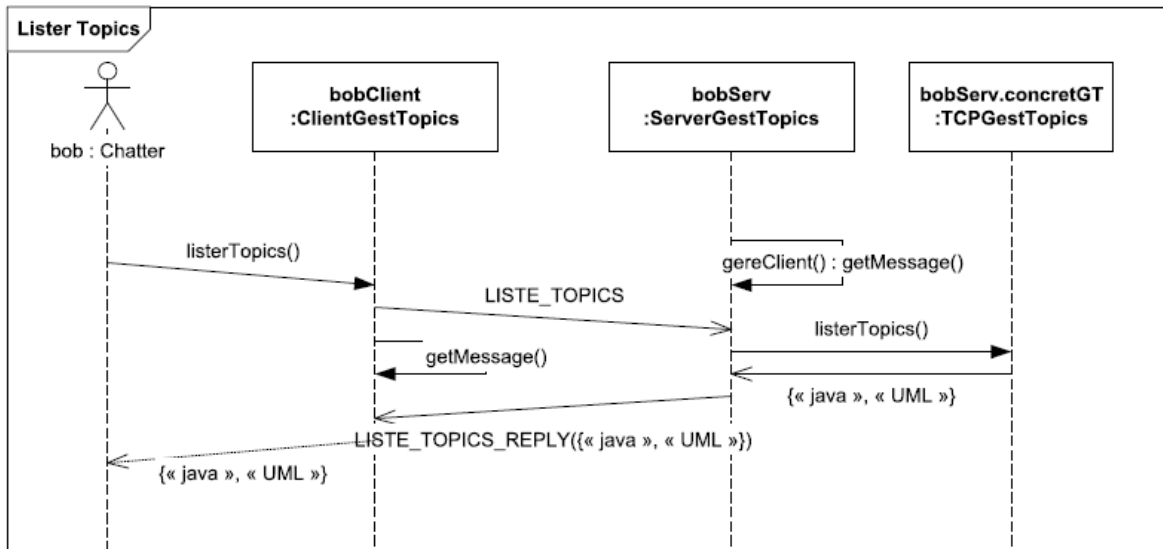 Lister Topics
bobClient
:ClientGestTopics
bobServ
:ServerGestTopics
bobServ.concretGT
:TCPGestTopics
bob : Chatter
listerTopics()
gereClient() : getMessage()
LISTE_TOPICS
listerTopics()
getMessage()
{« java », « UML »}
LISTE_TOPICS_REPLY({« java », « UML »})
{« java », « UML »}